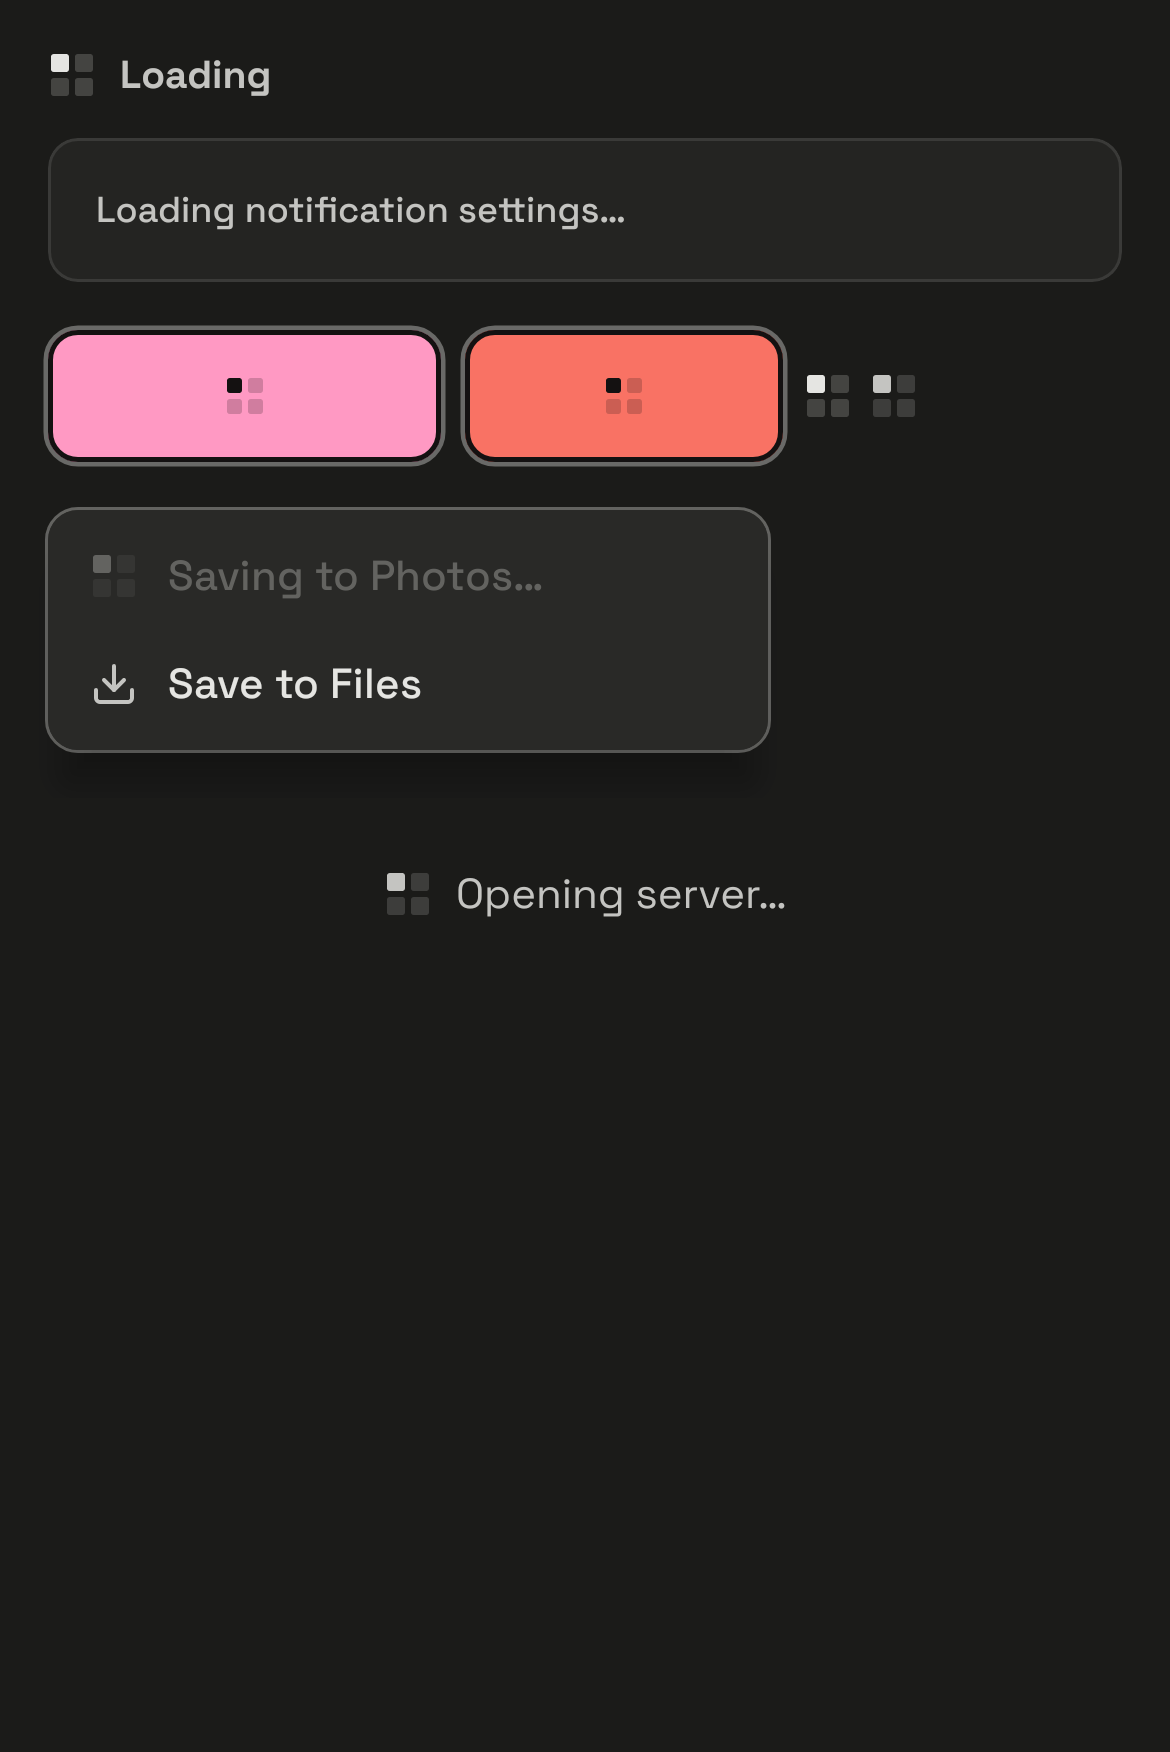 Loading
Loading notification settings…
Saving to Photos…
Save to Files
Opening server…